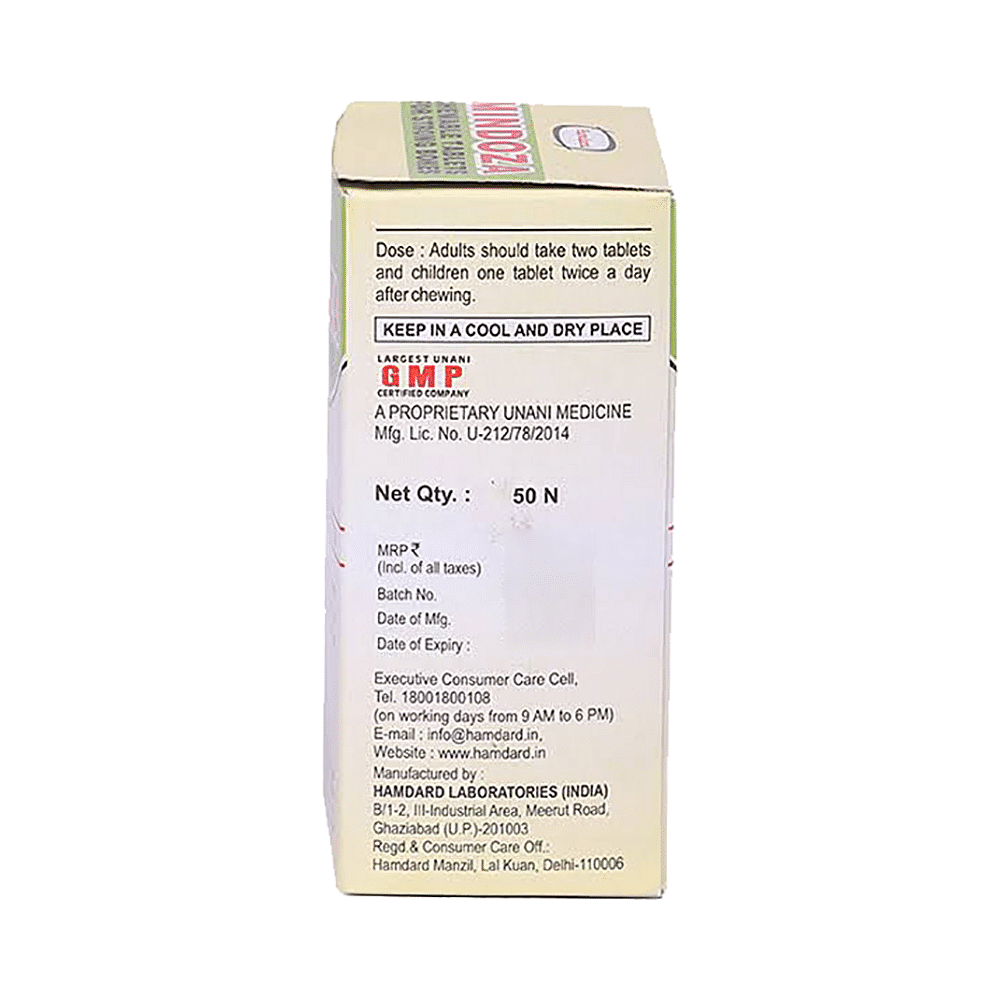 FOR STRONG BONES
Dose : Adults should take two tablets
and children one tablet twice a day
after chewing.
KEEP IN A COOL AND DRY PLACE
LARGEST UNANI
GMP
CERTIFIED COMPANY
A PROPRIETARY UNANI MEDICINE
Mfg. Lic. No. U-212/78/2014
Net Qty. : 50 N
MRP ₹
(Incl. of all taxes)
Batch No.
Date of Mfg.
Date of Expiry :
Executive Consumer Care Cell,
Tel. 18001800108
(on working days from 9 AM to 6 PM)
E-mail : info@hamdard.in,
Website : www.hamdard.in
Manufactured by :
HAMDARD LABORATORIES (INDIA)
B/1-2, III-Industrial Area, Meerut Road,
Ghaziabad (U.P.)-201003
Regd.& Consumer Care Off.:
Hamdard Manzil, Lal Kuan, Delhi-110006